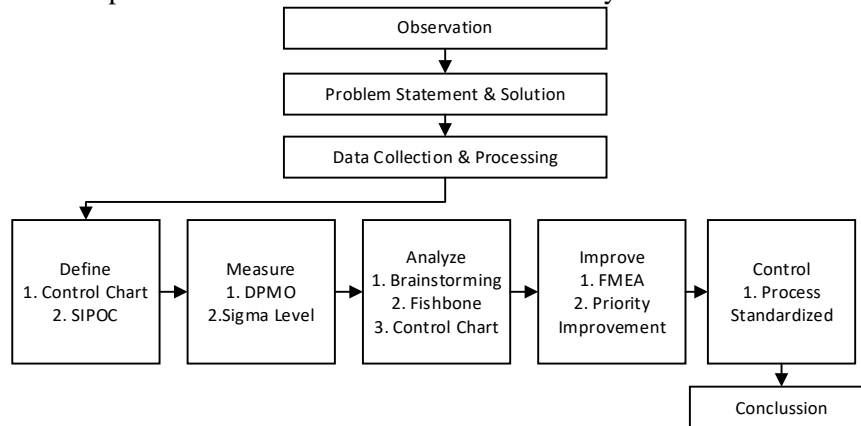 Observation
Problem Statement & Solution
Data Collection & Processing
Define
1. Control Chart
2. SIPOC
Measure
1. DPMO
2.Sigma Level
Analyze
1. Brainstorming
2. Fishbone
3. Control Chart
Improve
1. FMEA
2. Priority
Improvement
Control
1. Process
Standardized
Conclussion